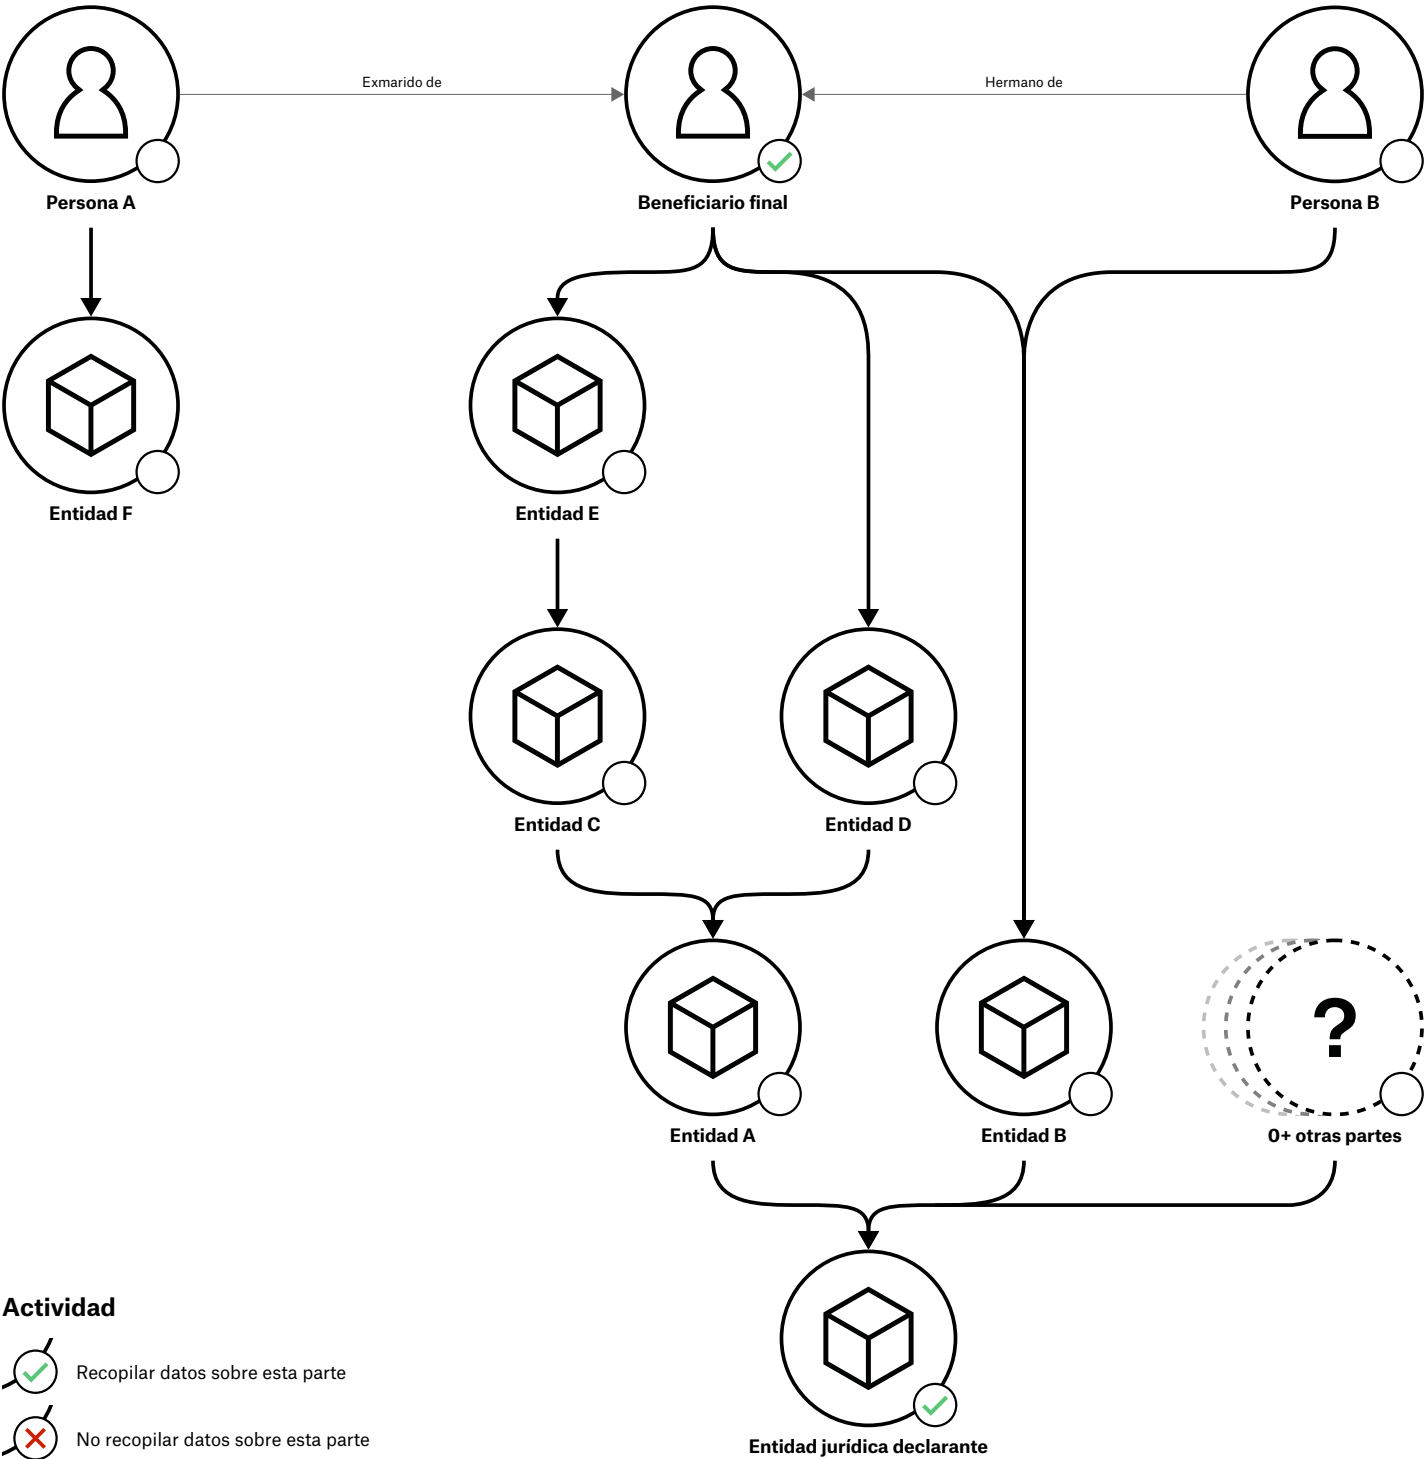 Exmarido de
Hermano de
Persona A
Beneficiario final
Persona B
Entidad F
Entidad E
Entidad C
Entidad D
?
Entidad A
Entidad B
0+ otras partes
Actividad
Recopilar datos sobre esta parte
No recopilar datos sobre esta parte
Entidad jurídica declarante